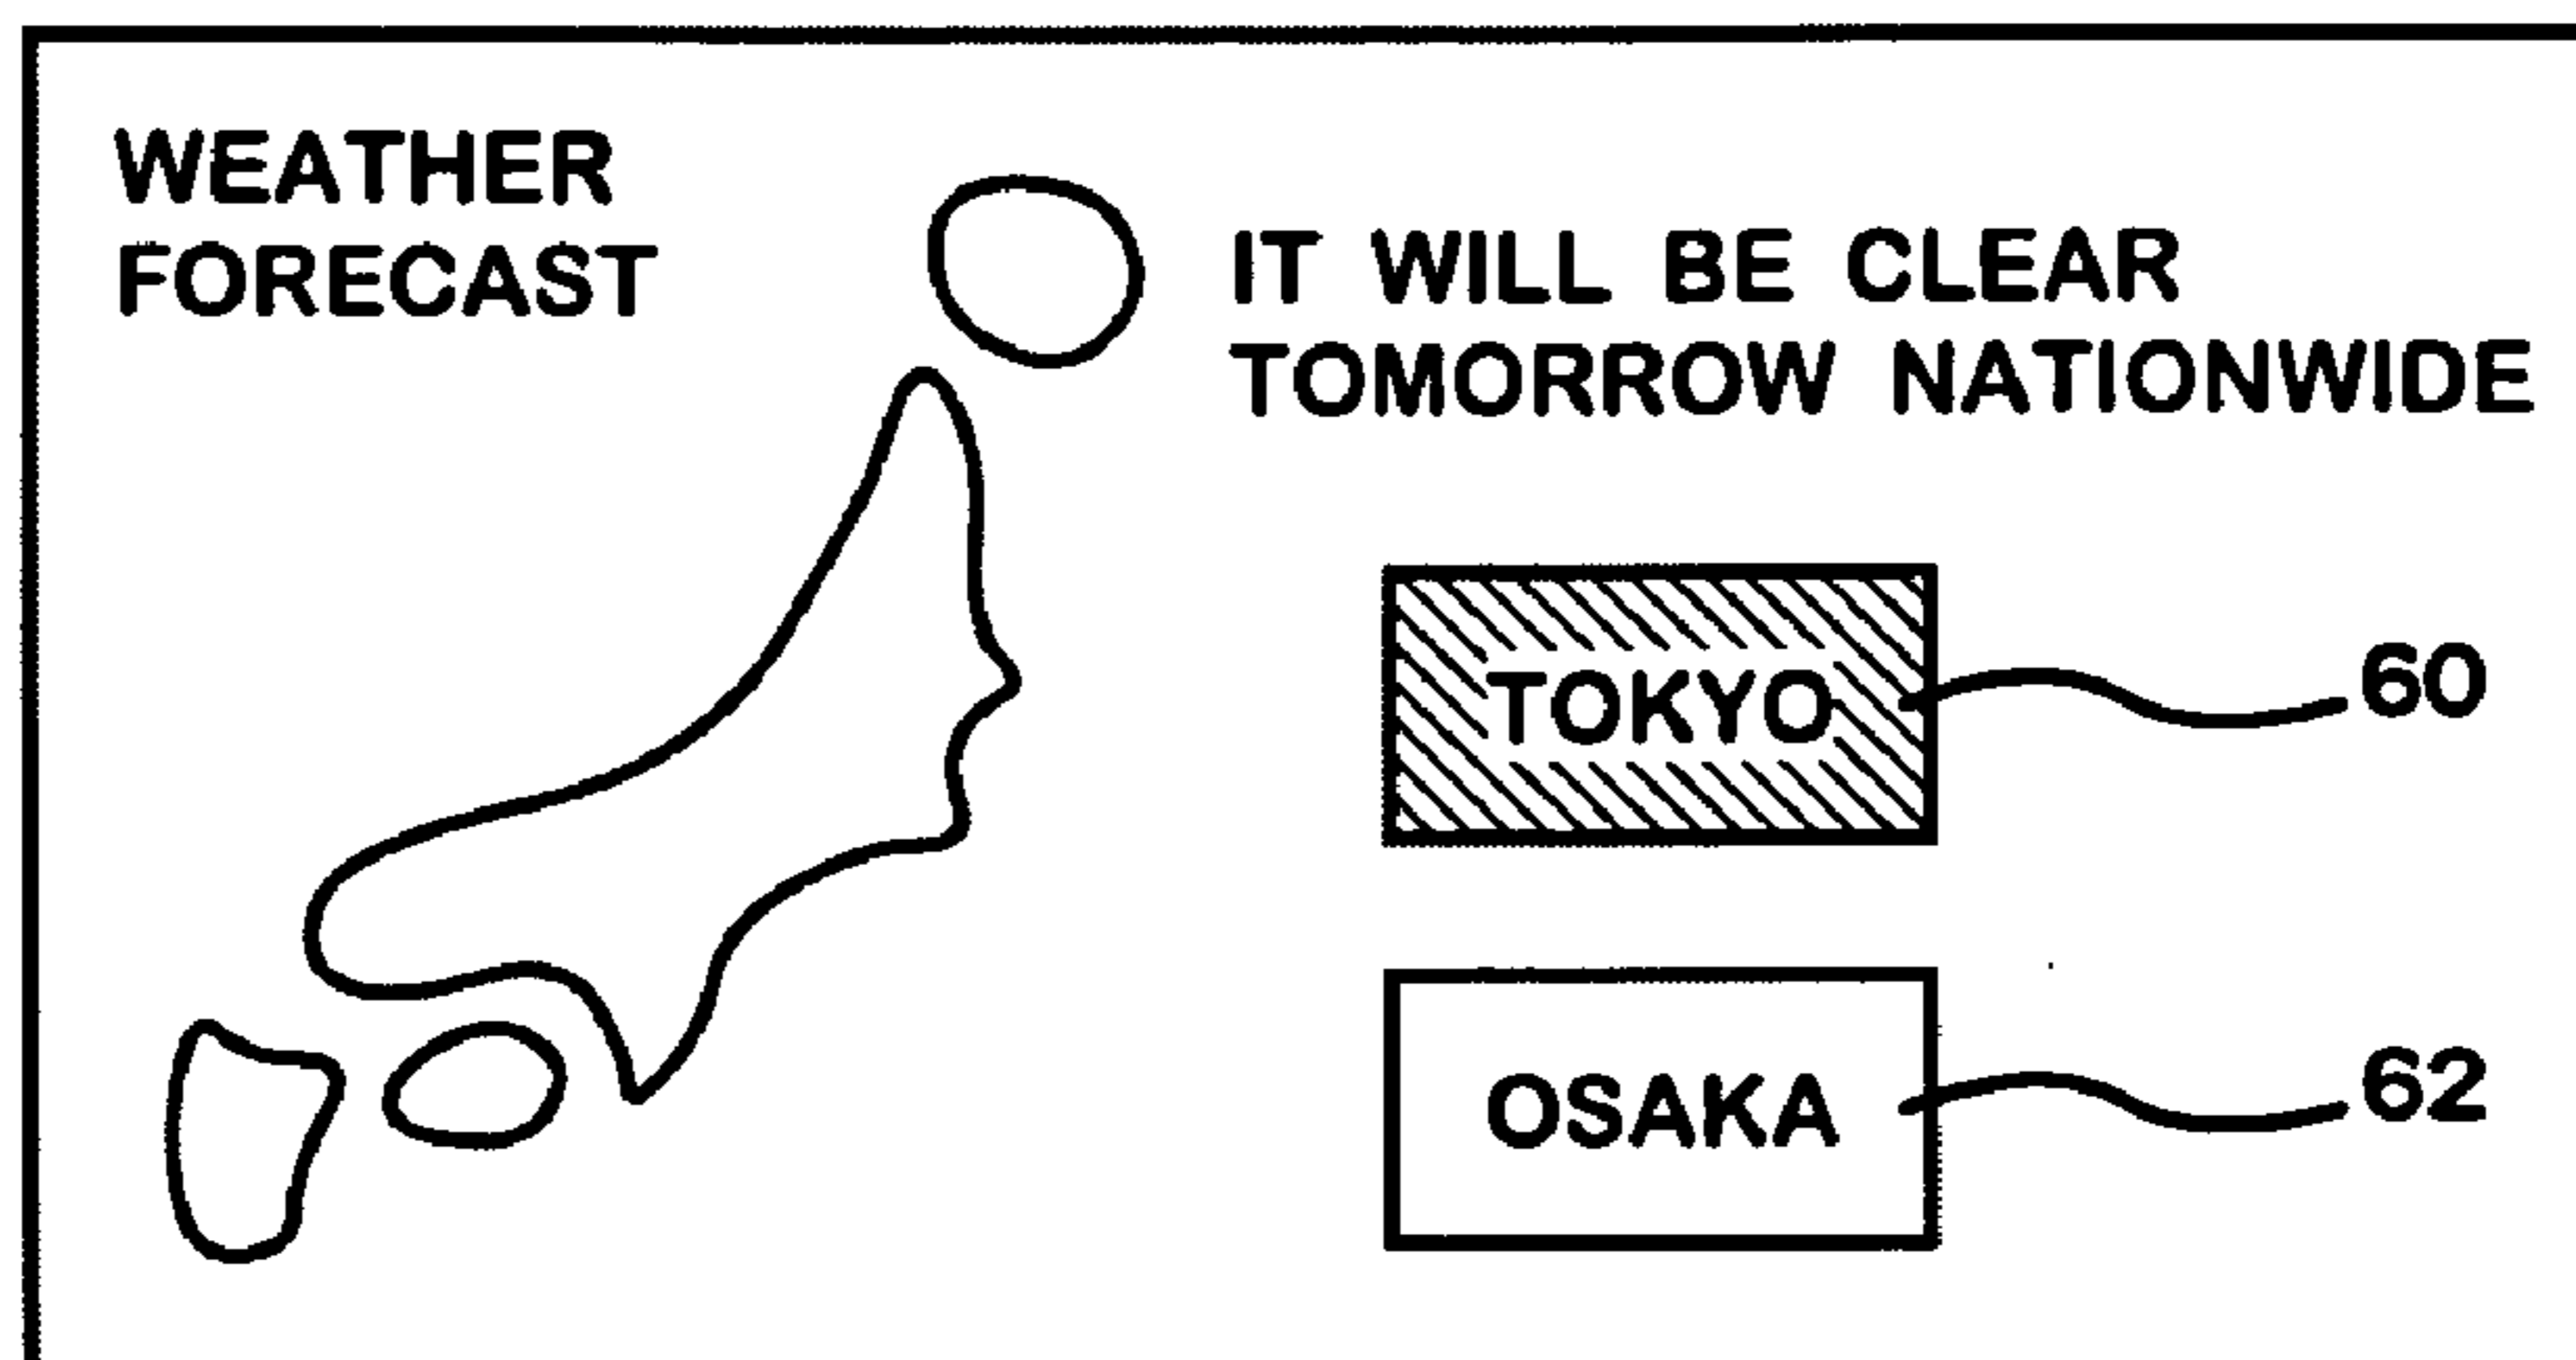 WEATHER
FORECAST
IT WILL BE CLEAR
TOMORROW NATIONWIDE
TOKYO
60
OSAKA
62